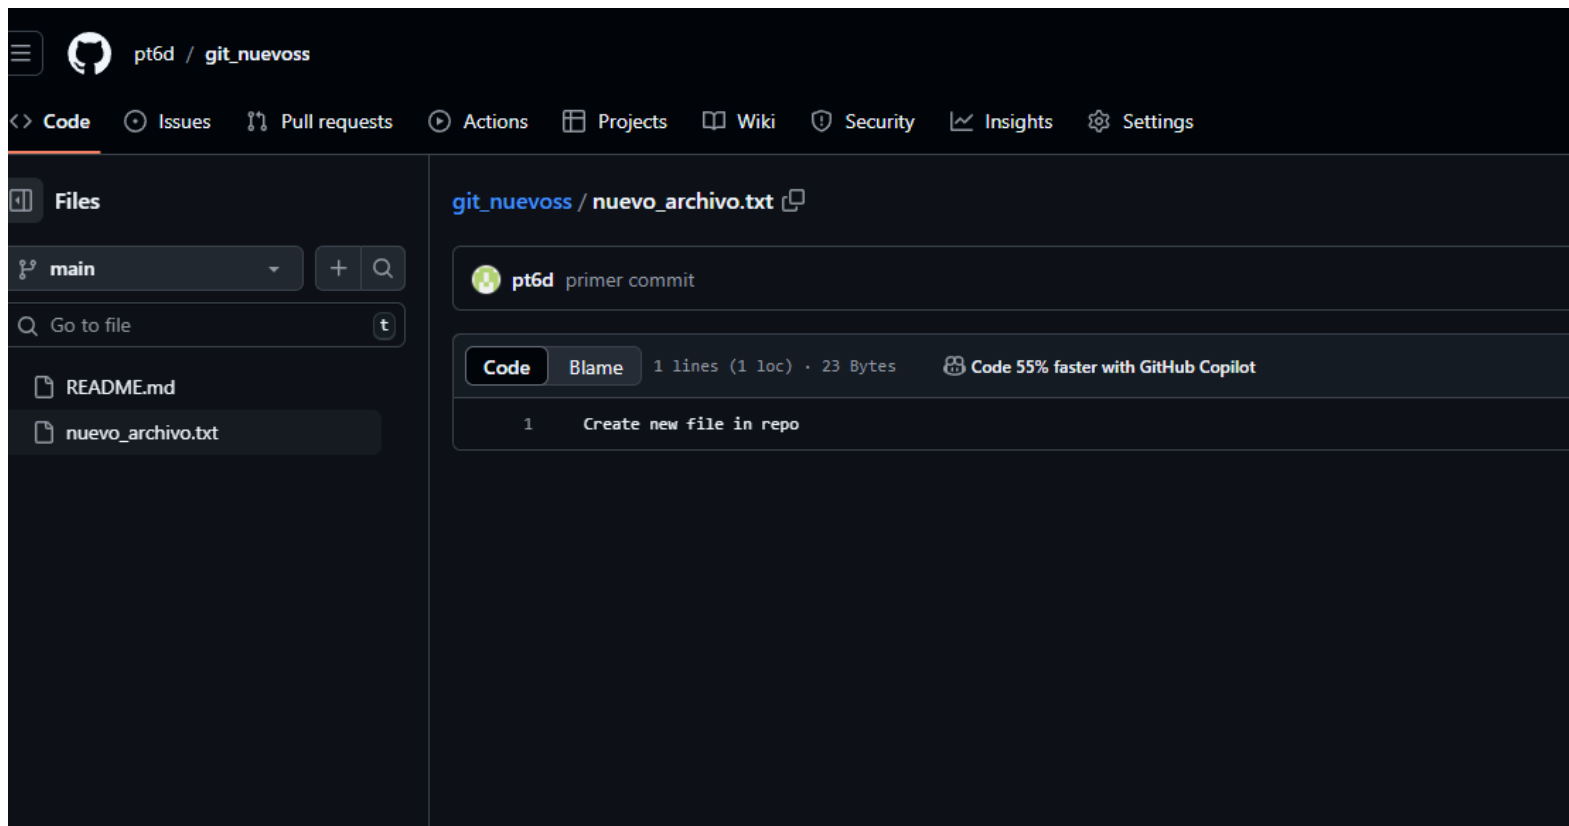 pt6d / git_nuevoss
Code Issues Pull requests Actions Projects Wiki Security Insights Settings
Files
main
Go to file t
README.md
nuevo_archivo.txt
git_nuevoss / nuevo_archivo.txt
pt6d primer commit
Code Blame 1 lines (1 loc) · 23 Bytes Code 55% faster with GitHub Copilot
1 Create new file in repo